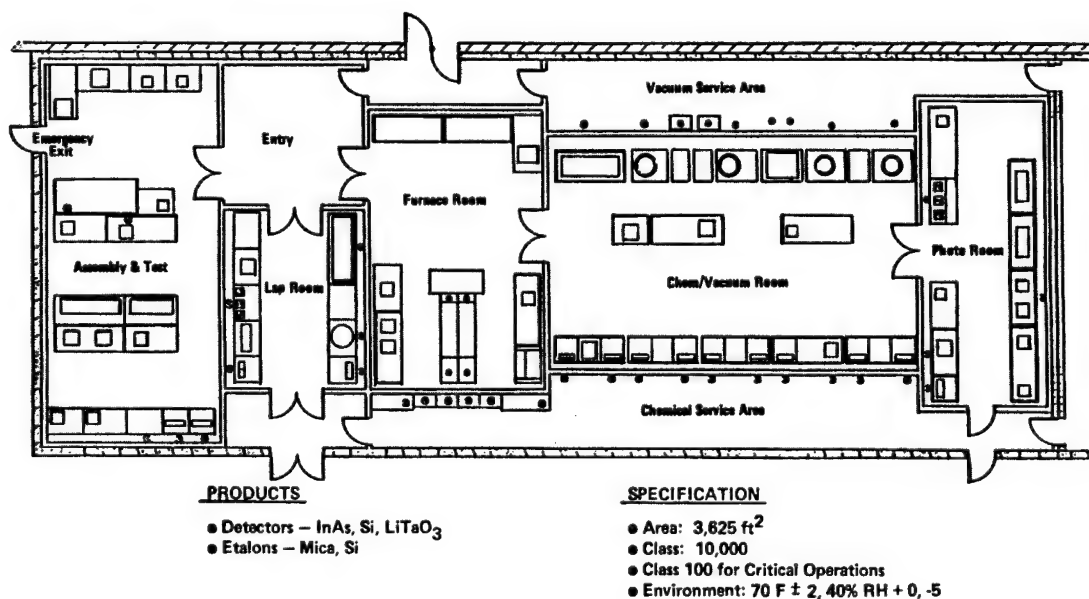 Vacuum Service Area
Emergency
Exit
Entry
Furnace Room
Assembly & Test
Lap Room
Chem/Vacuum Room
Photo Room
Chemical Service Area
PRODUCTS
● Detectors — InAs, Si, LiTaO3
● Etalons — Mica, Si
SPECIFICATION
● Area: 3,625 ft2
● Class: 10,000
● Class 100 for Critical Operations
● Environment: 70 F ± 2, 40% RH + 0, -5